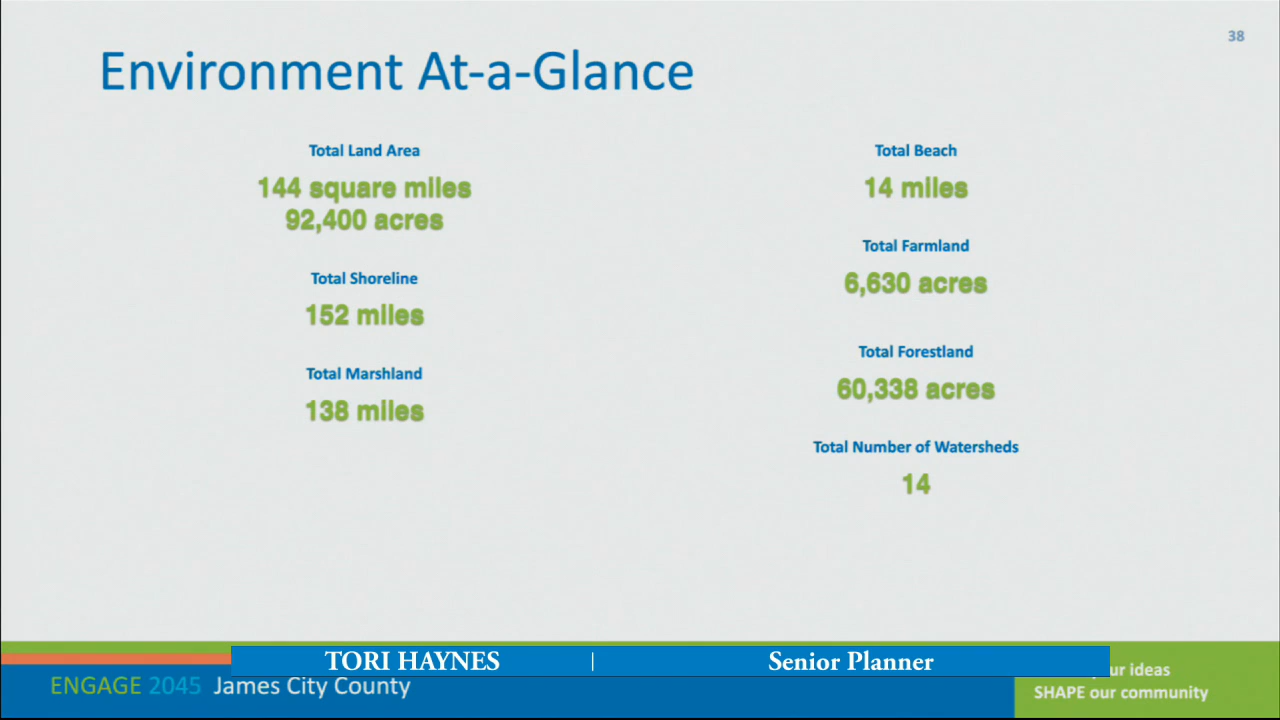 38
Environment At-a-Glance
Total Land Area
144 square miles
92,400 acres
Total Shoreline
152 miles
Total Marshland
138 miles
Total Beach
14 miles
Total Farmland
6,630 acres
Total Forestland
60,338 acres
Total Number of Watersheds
14
TORI HAYNES | Senior Planner
ENGAGE 2045 James City County
ideas
SHAPE our community